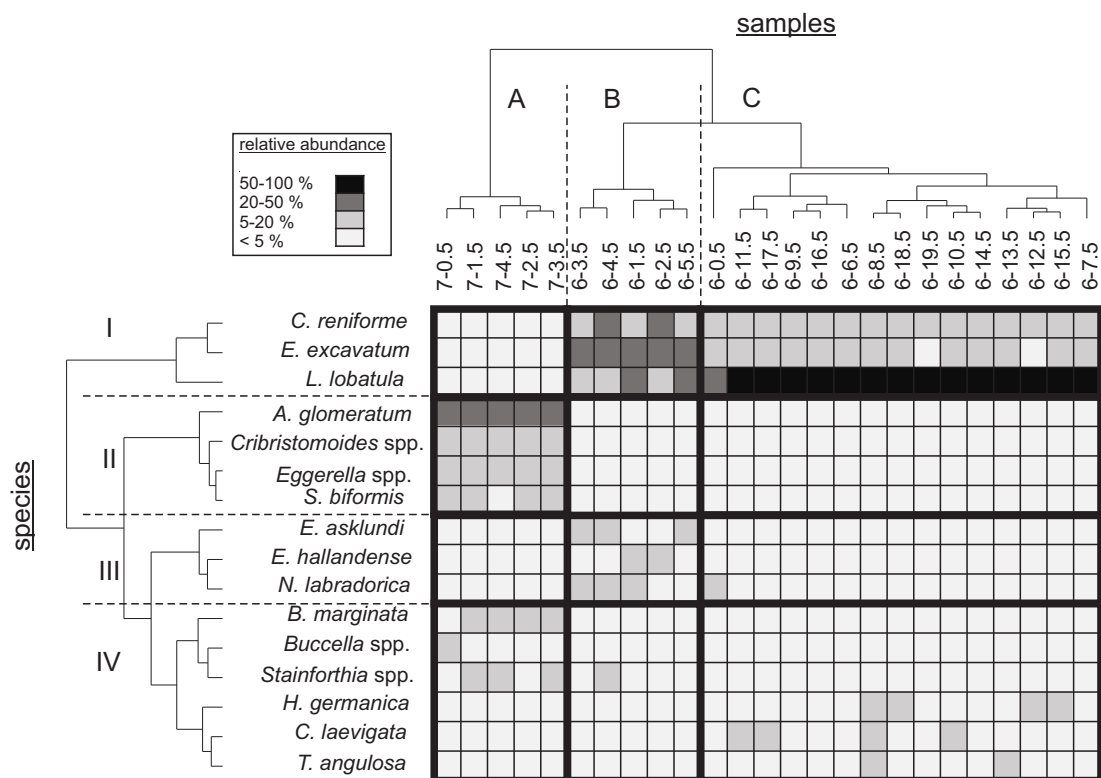 samples
A
B
C
relative abundance
50-100 %
20-50 %
5-20 %
< 5 %
7-0.5
7-1.5
7-4.5
7-2.5
7-3.5
6-3.5
6-4.5
6-1.5
6-2.5
6-5.5
6-0.5
6-11.5
6-17.5
6-9.5
6-16.5
6-6.5
6-8.5
6-18.5
6-19.5
6-10.5
6-14.5
6-13.5
6-12.5
6-15.5
6-7.5
species
I
C. reniforme
E. excavatum
L. lobatula
II
A. glomeratum
Cribristomoides spp.
Eggerella spp.
S. biformis
III
E. asklundi
E. hallandense
N. labradorica
IV
B. marginata
Buccella spp.
Stainforthia spp.
H. germanica
C. laevigata
T. angulosa